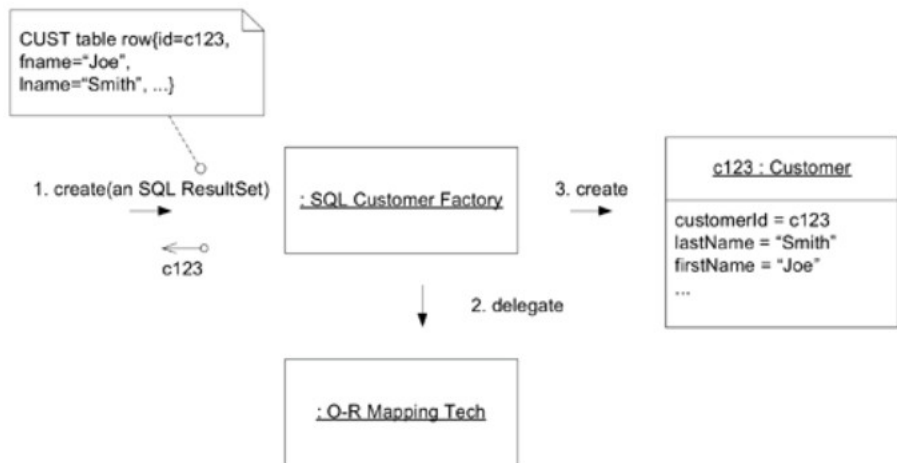 CUST table row{id=c123,
fname="Joe",
lname="Smith", ...}
1. create(an SQL ResultSet)
c123
: SQL Customer Factory
3. create
c123 : Customer
customerId = c123
lastName = "Smith"
firstName = "Joe"
...
2. delegate
: O-R Mapping Tech